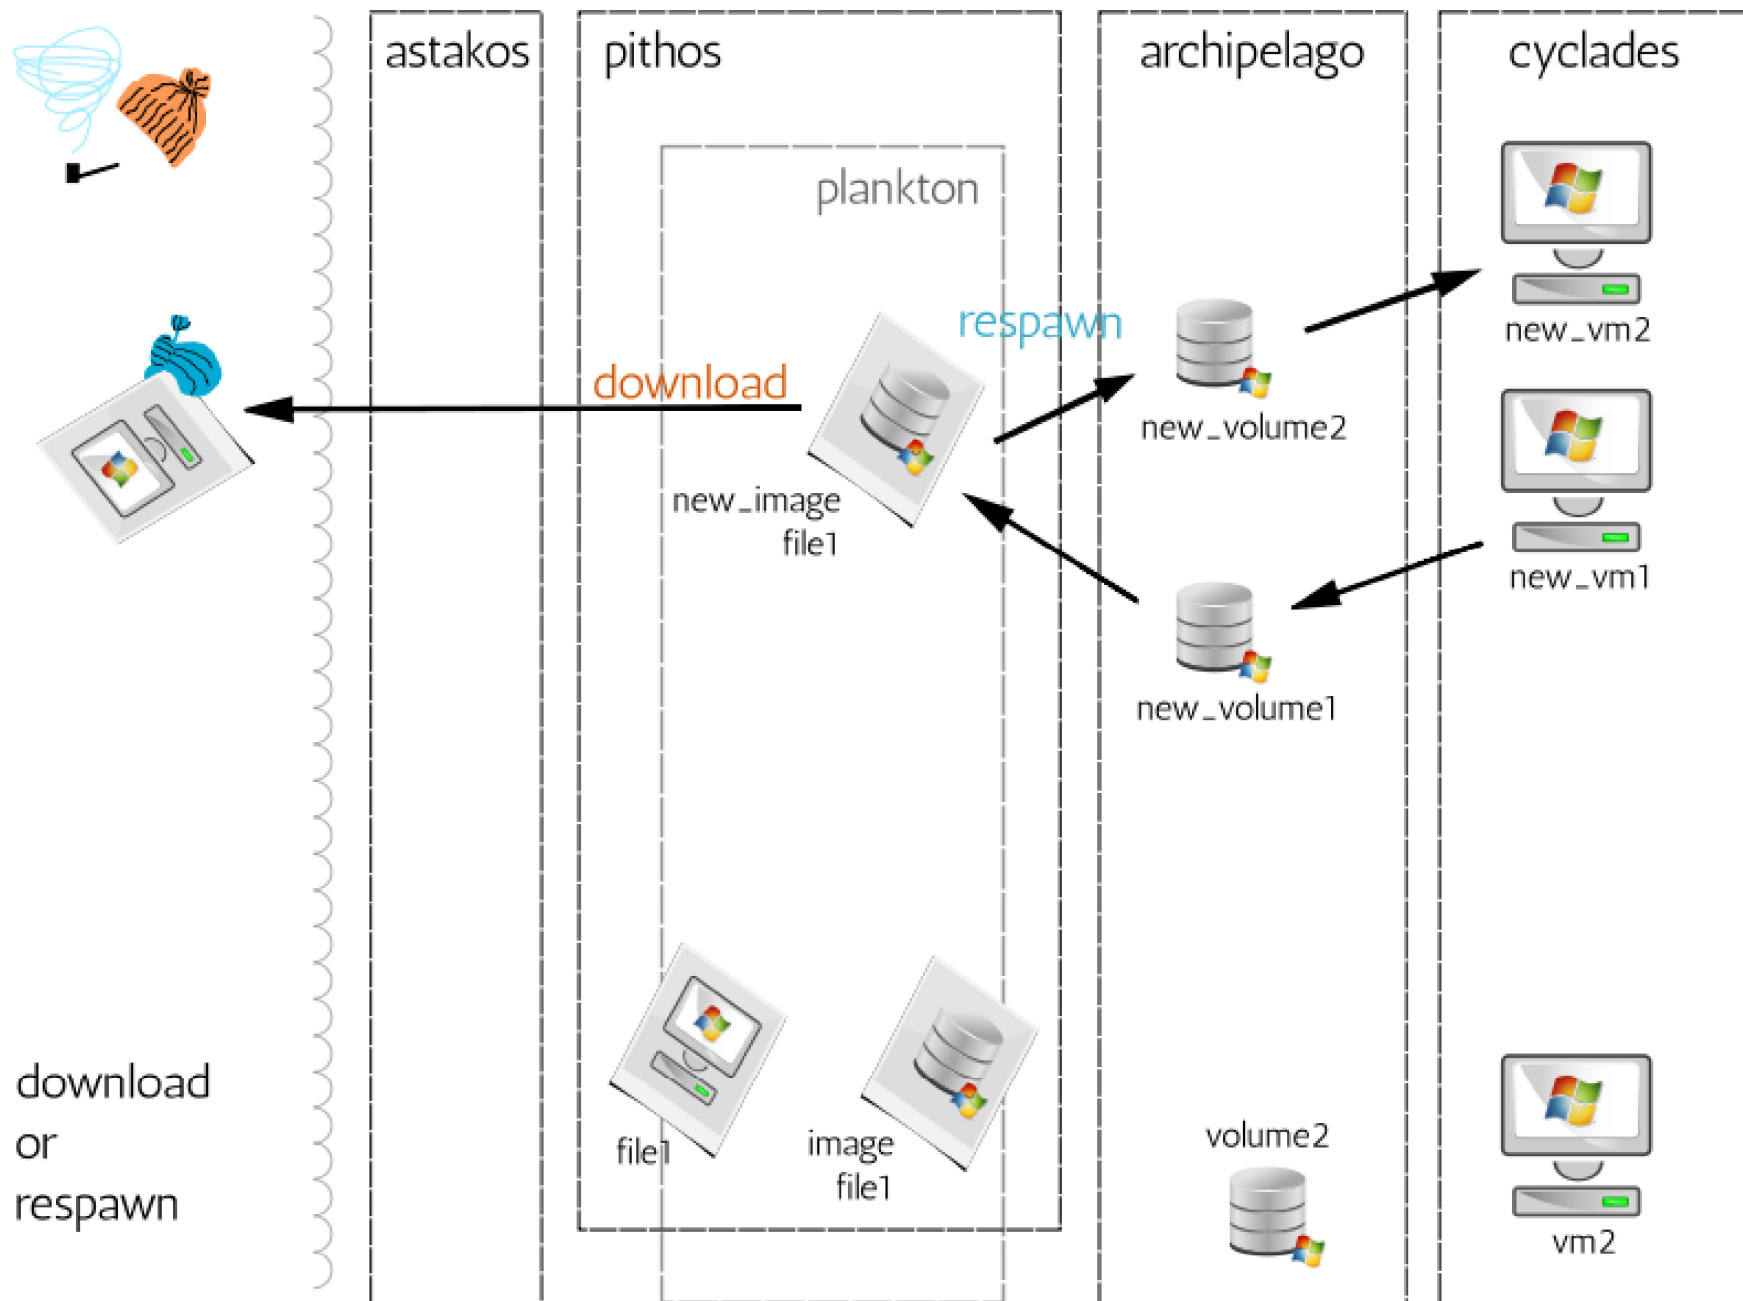 astakos
pithos
archipelago
cyclades
plankton
respawn
new_vm2
download
new_volume2
new_image
file1
new_vm1
new_volume1
download
or
respawn
file1
image
file1
volume2
vm2